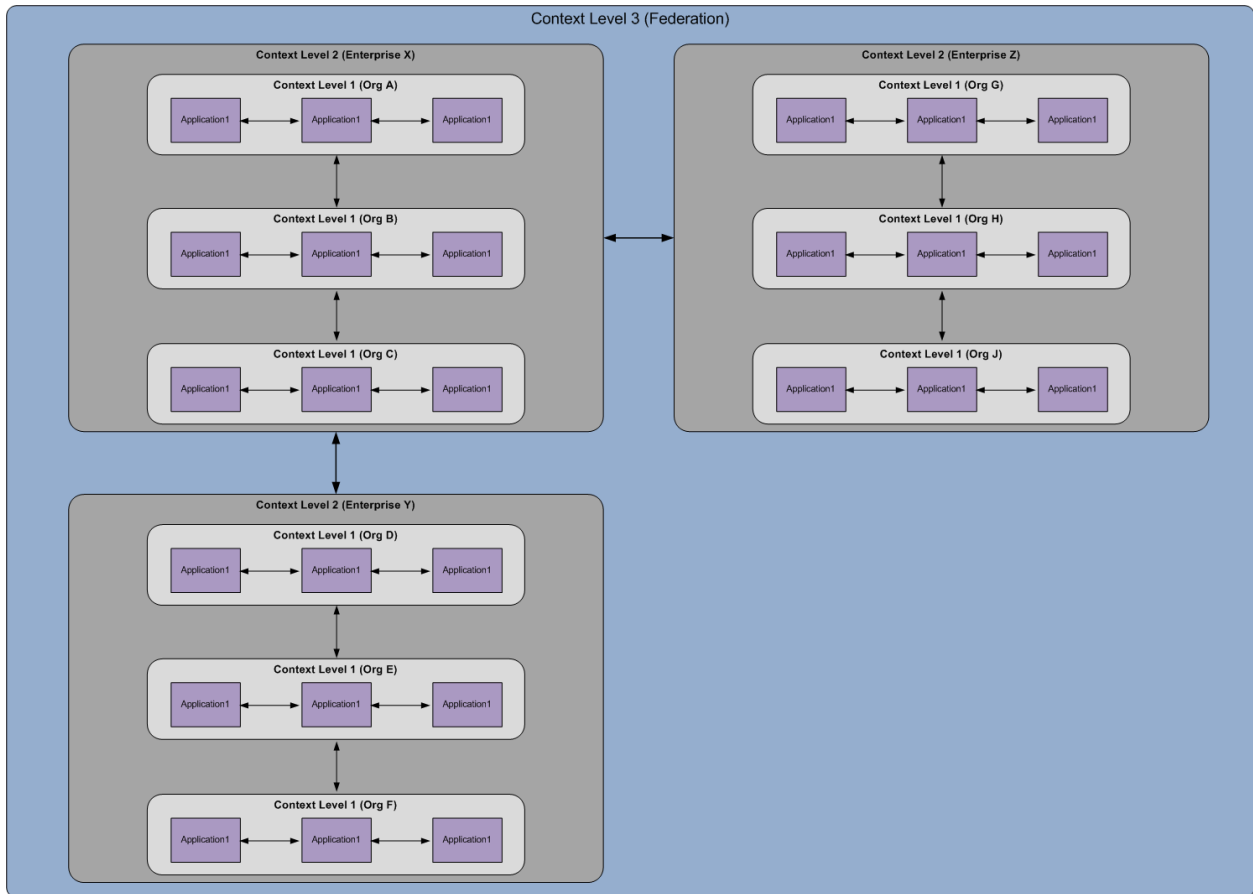 Context Level 3 (Federation)
Context Level 2 (Enterprise X)
Context Level 1 (Org A)
Application1 Application1 Application1
Context Level 1 (Org B)
Application1 Application1 Application1
Context Level 1 (Org C)
Application1 Application1 Application1
Context Level 2 (Enterprise Z)
Context Level 1 (Org G)
Application1 Application1 Application1
Context Level 1 (Org H)
Application1 Application1 Application1
Context Level 1 (Org J)
Application1 Application1 Application1
Context Level 2 (Enterprise Y)
Context Level 1 (Org D)
Application1 Application1 Application1
Context Level 1 (Org E)
Application1 Application1 Application1
Context Level 1 (Org F)
Application1 Application1 Application1